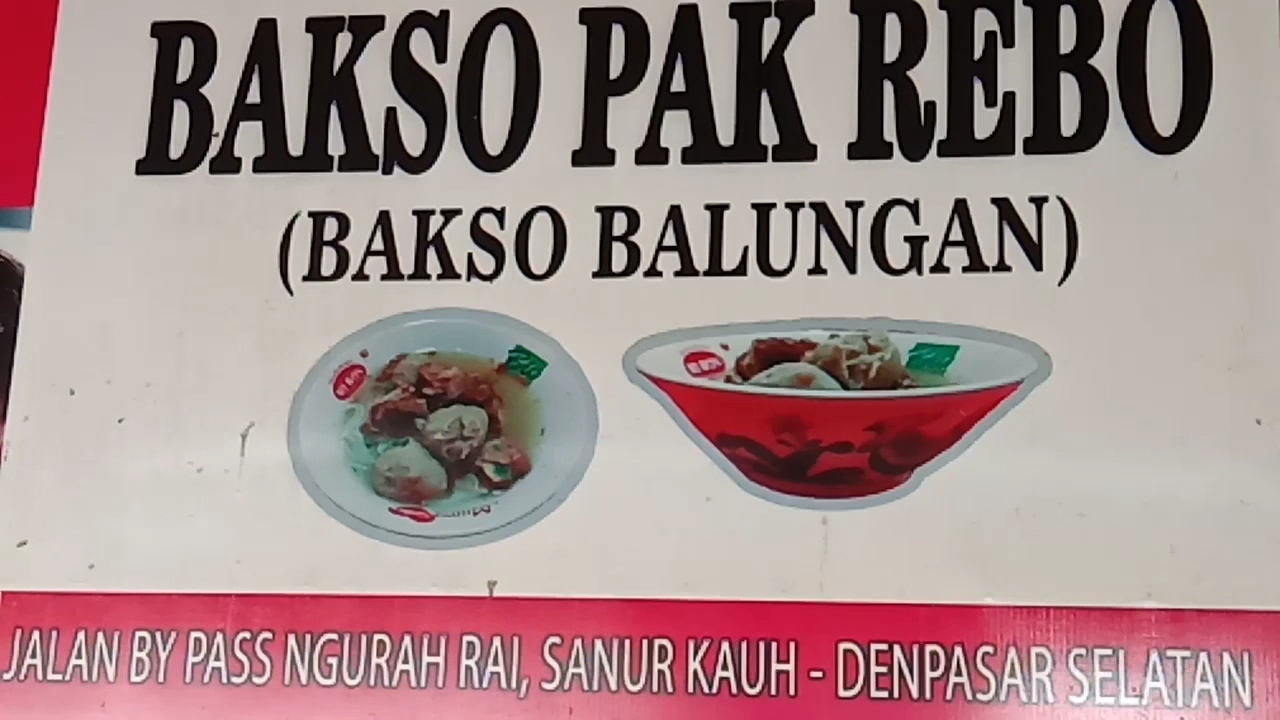 BAKSO PAK REBO
(BAKSO BALUNGAN)
JALAN BY PASS NGURAH RAI, SANUR KAUH - DENPASAR SELATAN